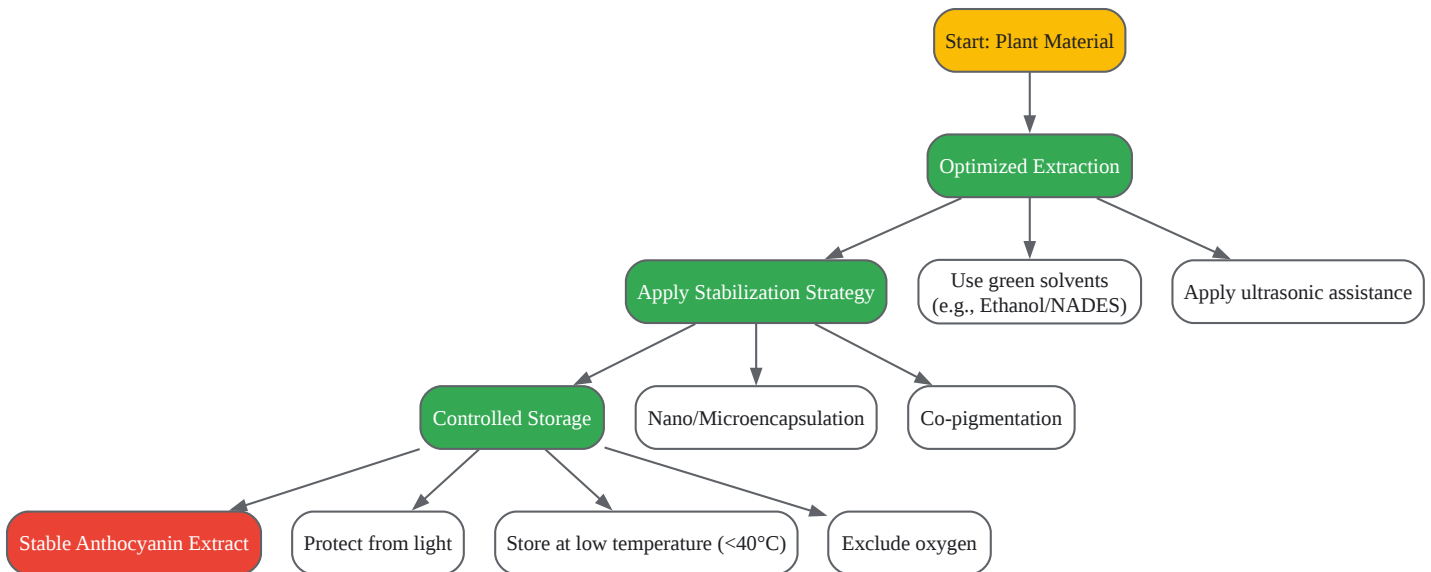 Start: Plant Material
Optimized Extraction
Apply Stabilization Strategy
Use green solvents
(e.g., Ethanol/NADES)
Apply ultrasonic assistance
Controlled Storage
Nano/Microencapsulation
Co-pigmentation
Stable Anthocyanin Extract
Protect from light
Store at low temperature (<40°C)
Exclude oxygen